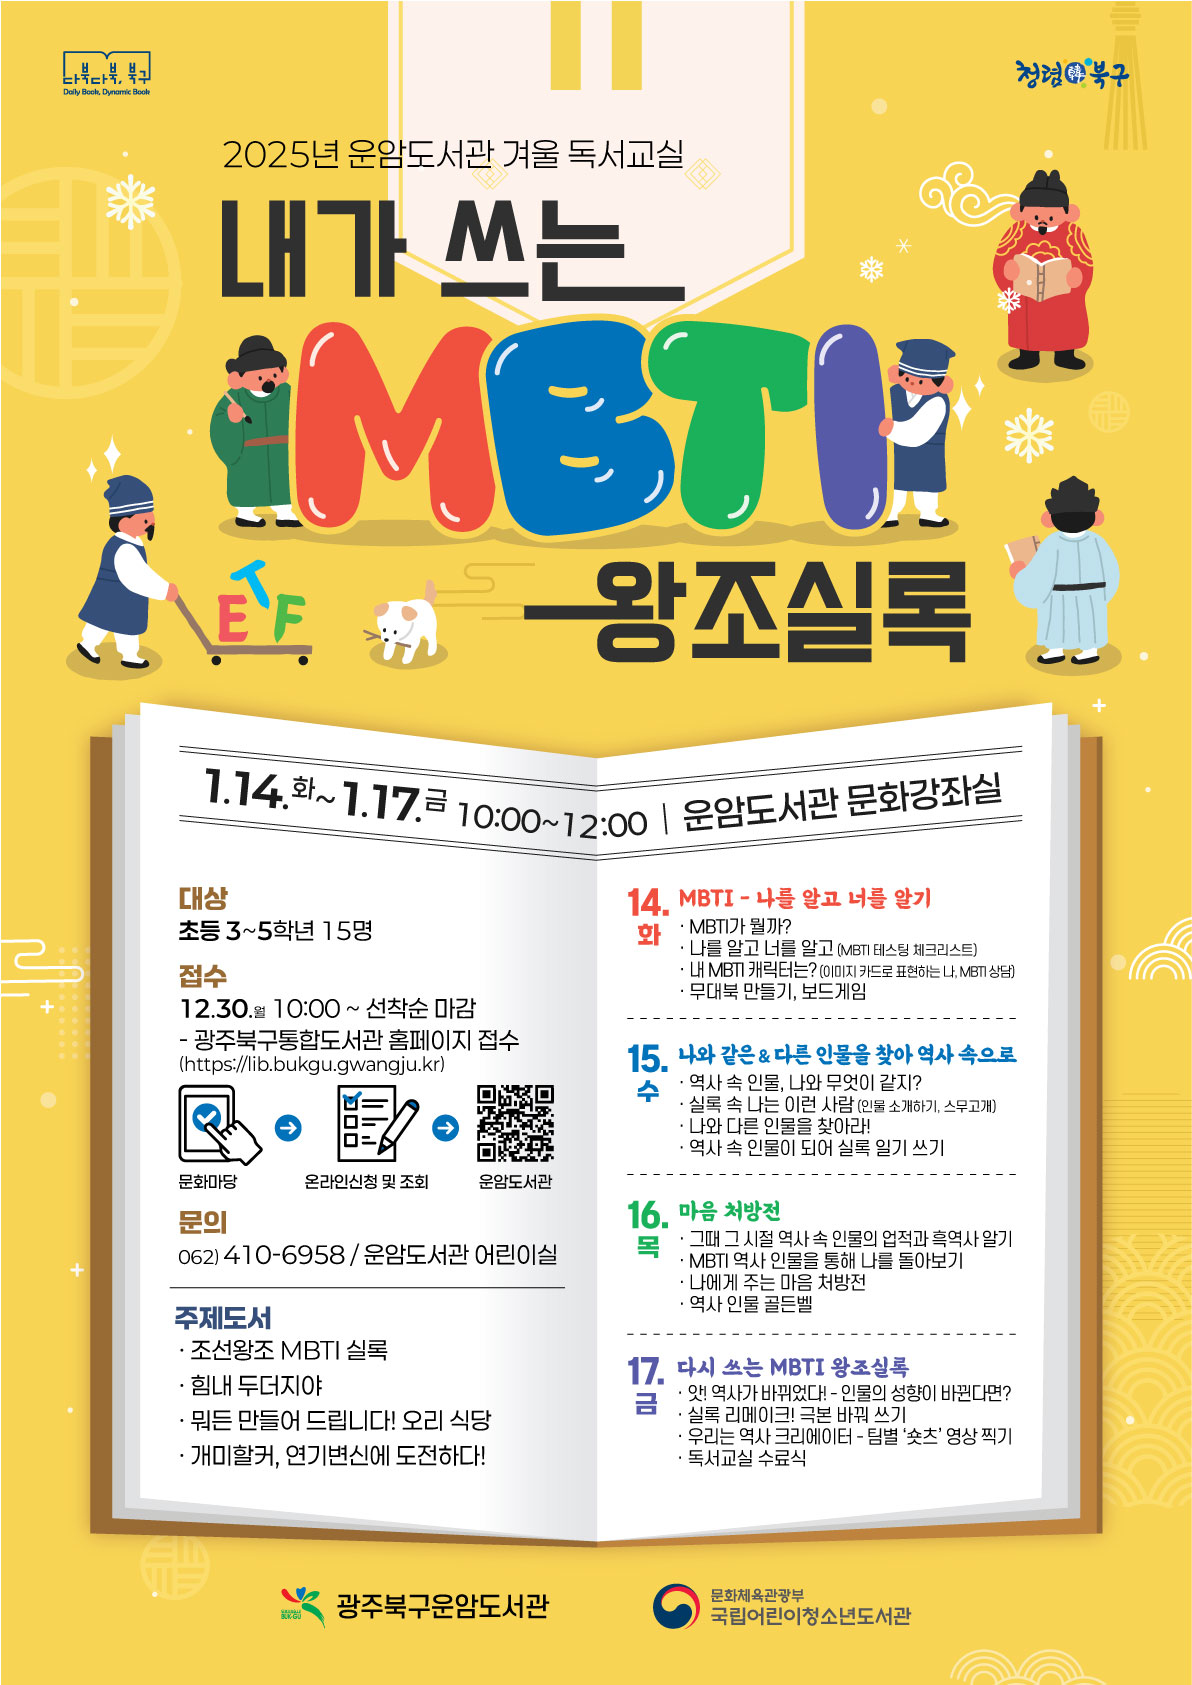 다북다북, 북구
Daily Book, Dynamic Book
청렴韓북구
2025년 운암도서관 겨울 독서교실
내가 쓰는
MBTI
ETF
왕조실록
1.14.화~1.17.금 10:00~12:00 | 운암도서관 문화강좌실
대상
초등 3~5학년 15명
접수
12.30.월 10:00 ~ 선착순 마감
- 광주북구통합도서관 홈페이지 접수
(https://lib.bukgu.gwangju.kr)
문화마당
온라인신청 및 조회
운암도서관
문의
062) 410-6958 / 운암도서관 어린이실
주제도서
· 조선왕조 MBTI 실록
· 힘내 두더지야
· 뭐든 만들어 드립니다! 오리 식당
· 개미할커, 연기변신에 도전하다!
14. MBTI - 나를 알고 너를 알기
화
· MBTI가 뭘까?
· 나를 알고 너를 알고 (MBTI 테스팅 체크리스트)
· 내 MBTI 캐릭터는? (이미지 카드로 표현하는 나, MBTI 상담)
· 무대북 만들기, 보드게임
15. 나와 같은 & 다른 인물을 찾아 역사 속으로
수
· 역사 속 인물, 나와 무엇이 같지?
· 실록 속 나는 이런 사람 (인물 소개하기, 스무고개)
· 나와 다른 인물을 찾아라!
· 역사 속 인물이 되어 실록 일기 쓰기
16. 마음 처방전
목
· 그때 그 시절 역사 속 인물의 업적과 흑역사 알기
· MBTI 역사 인물을 통해 나를 돌아보기
· 나에게 주는 마음 처방전
· 역사 인물 골든벨
17. 다시 쓰는 MBTI 왕조실록
금
· 앗! 역사가 바뀌었다! - 인물의 성향이 바뀐다면?
· 실록 리메이크! 극본 바꿔 쓰기
· 우리는 역사 크리에이터 - 팀별 ‘숏츠’ 영상 찍기
· 독서교실 수료식
GWANGJU
BUK-GU
광주북구운암도서관
문화체육관광부
국립어린이청소년도서관